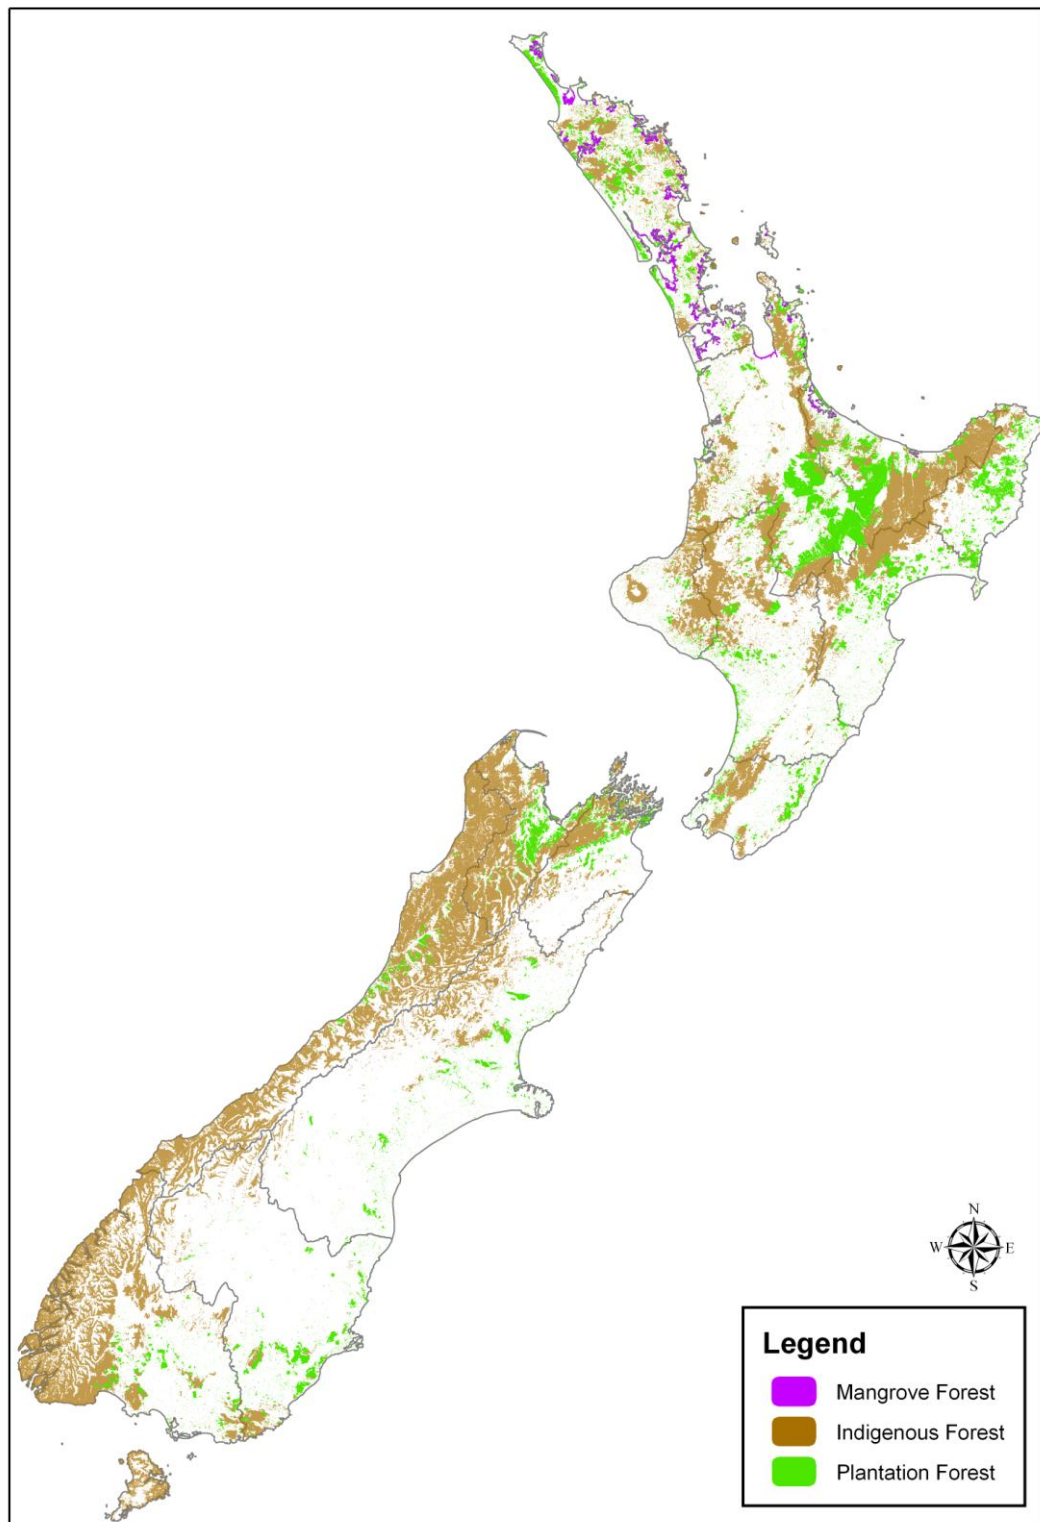 N
W E
S
Legend
Mangrove Forest
Indigenous Forest
Plantation Forest